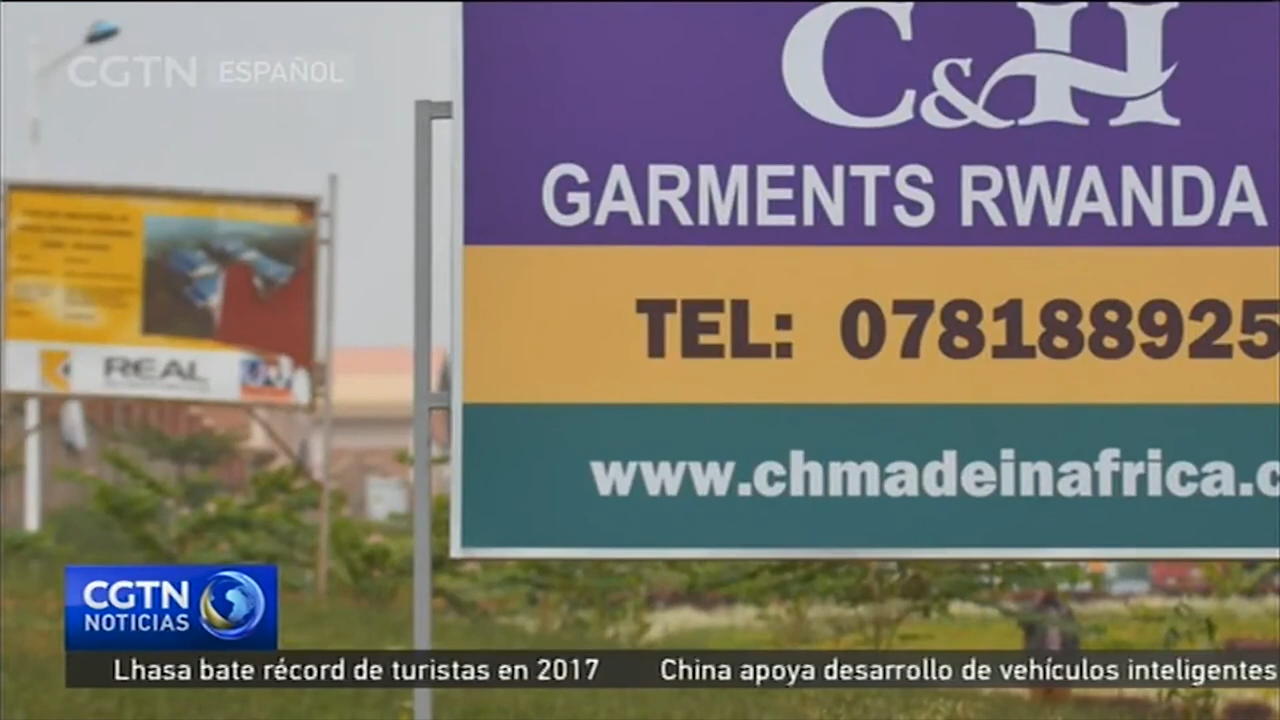 CGTN ESPAÑOL
C&H
GARMENTS RWANDA
TEL: 078188925
www.chmadeinafrica.c
REAL
CGTN
NOTICIAS
Lhasa bate récord de turistas en 2017 China apoya desarrollo de vehículos inteligentes